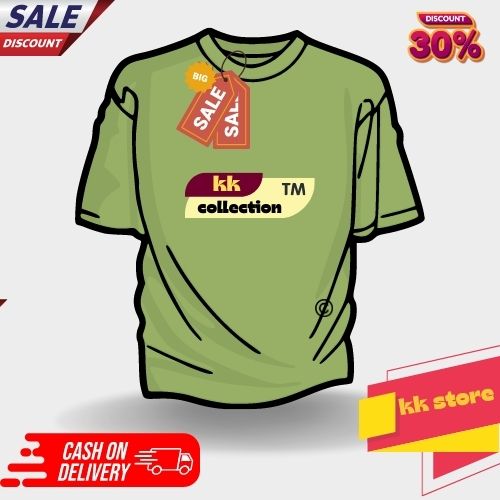 SALE
DISCOUNT
DISCOUNT
30%
BIG
SALE
SALE
kk
TM
collection
©
kk store
CASH ON
DELIVERY